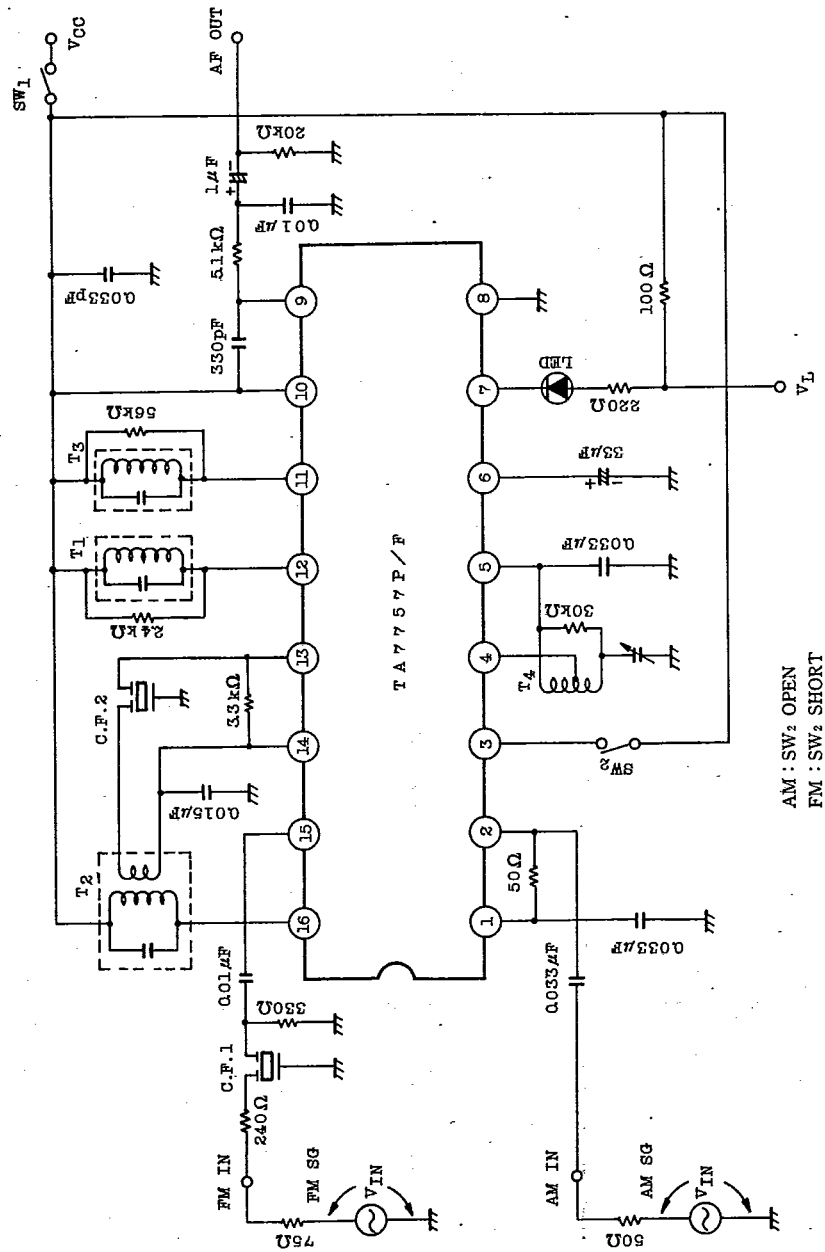 SW1
VCC
AF OUT
20kΩ
1μF
+
−
0.01μF
5.1kΩ
0.033pF
330pF
56kΩ
T3
T1
24kΩ
C.F.2
3.3kΩ
0.015μF
T2
0.01μF
330Ω
C.F.1
240Ω
FM IN
FM SG
75Ω
VIN
16
15
14
13
12
11
10
9
TA7757P/F
1
2
3
4
5
6
7
8
50Ω
0.033μF
0.033μF
AM IN
AM SG
50Ω
VIN
SW2
T4
30kΩ
0.033μF
+
−
33μF
LED
220Ω
100Ω
VL
AM : SW2 OPEN
FM : SW2 SHORT